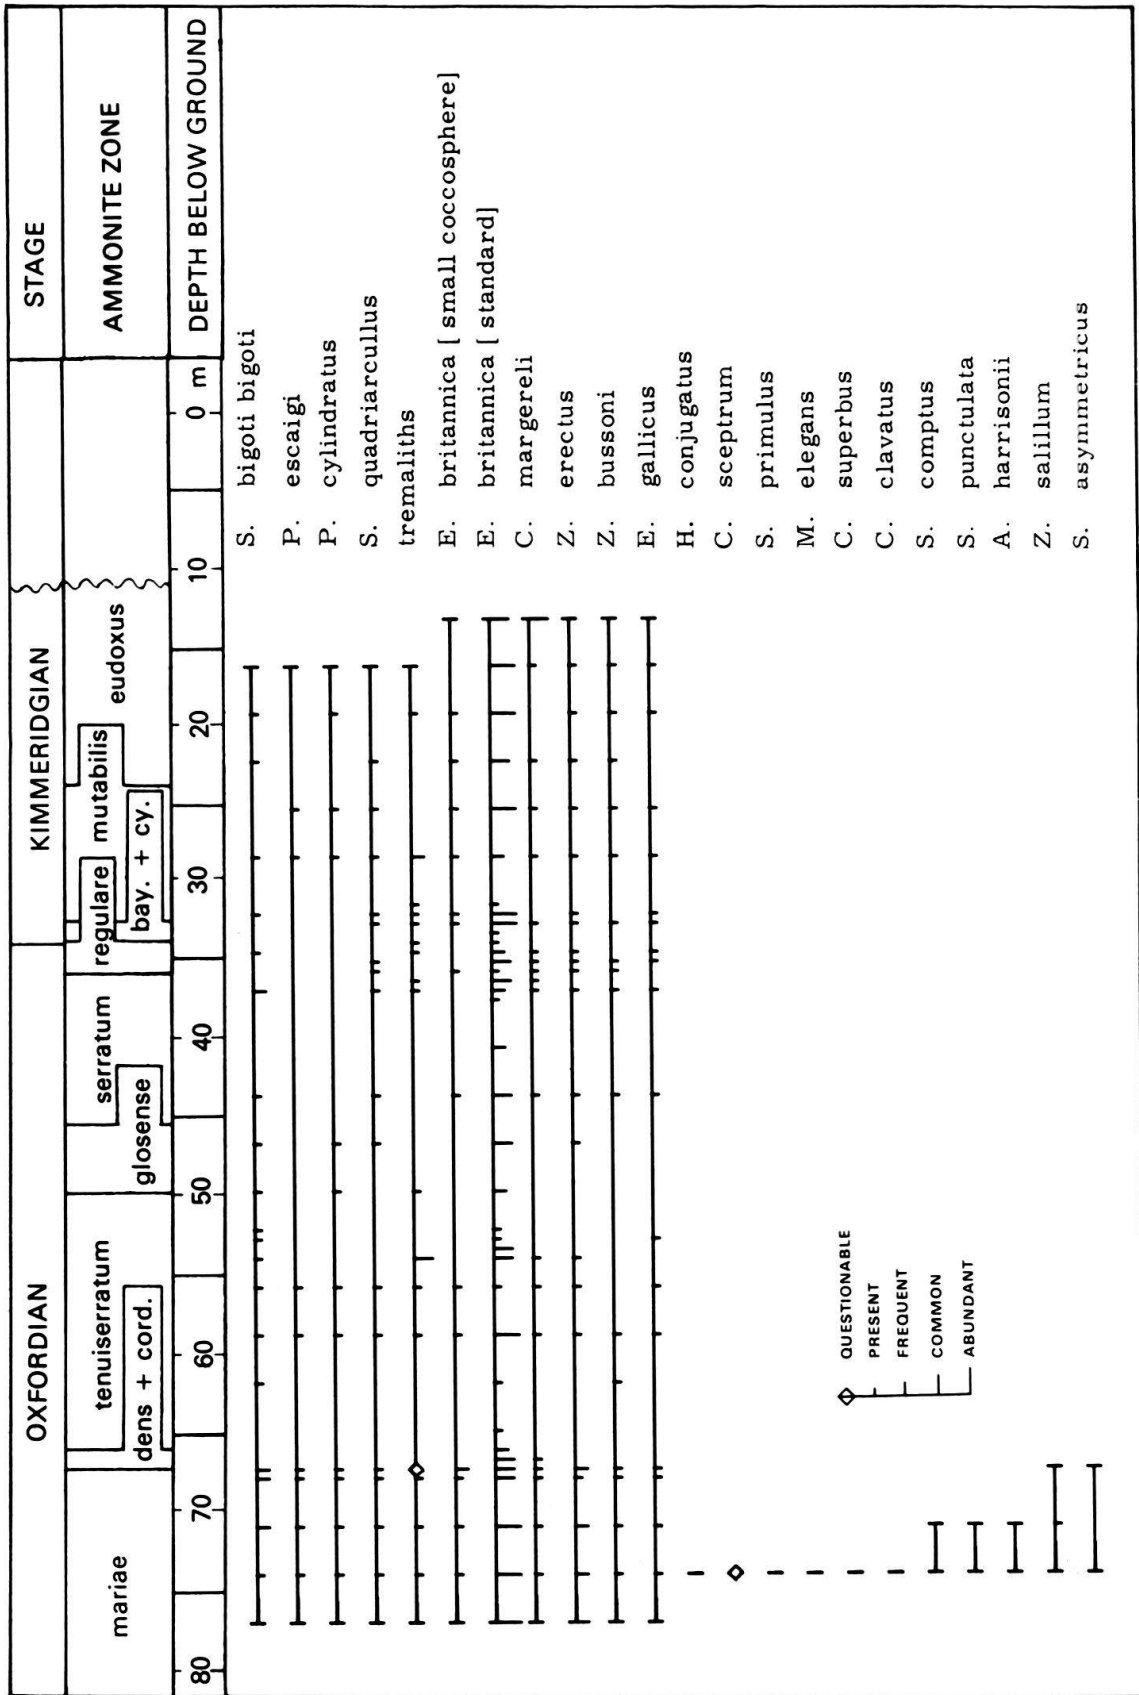 STAGE
OXFORDIAN
KIMMERIDGIAN
AMMONITE ZONE
mariae
dens + cord.
tenuiserratum
glosense
serratum
regulare
bay. + cy.
mutabilis
eudoxus
DEPTH BELOW GROUND
80
70
60
50
40
30
20
10
0 m
S. bigoti bigoti
P. escaigi
P. cylindratus
S. quadriarcullus
tremaliths
E. britannica [ small coccosphere]
E. britannica [ standard]
C. margereli
Z. erectus
Z. bussoni
E. gallicus
H. conjugatus
C. sceptrum
S. primulus
M. elegans
C. superbus
C. clavatus
S. comptus
S. punctulata
A. harrisonii
Z. salillum
S. asymmetricus
QUESTIONABLE
PRESENT
FREQUENT
COMMON
ABUNDANT